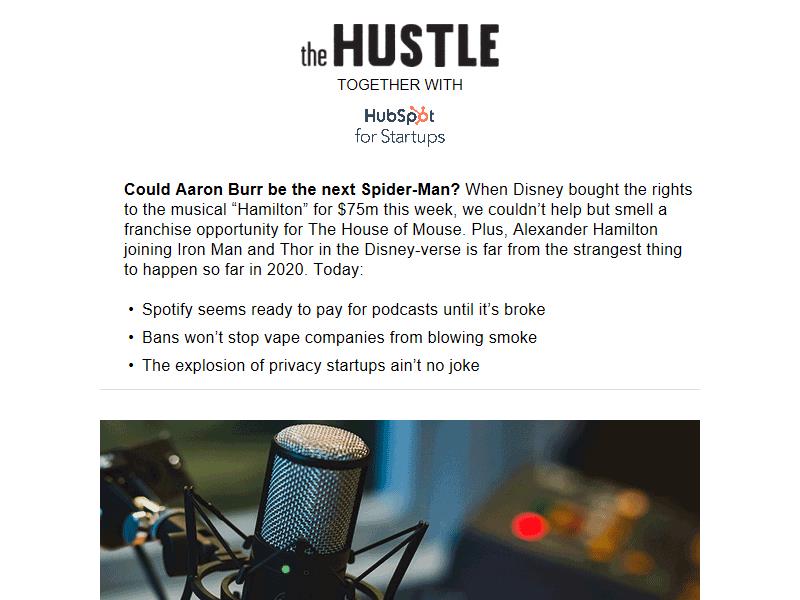 the HUSTLE
TOGETHER WITH
HubSpot
for Startups
Could Aaron Burr be the next Spider-Man? When Disney bought the rights
to the musical “Hamilton” for $75m this week, we couldn’t help but smell a
franchise opportunity for The House of Mouse. Plus, Alexander Hamilton
joining Iron Man and Thor in the Disney-verse is far from the strangest thing
to happen so far in 2020. Today:
• Spotify seems ready to pay for podcasts until it’s broke
• Bans won’t stop vape companies from blowing smoke
• The explosion of privacy startups ain’t no joke